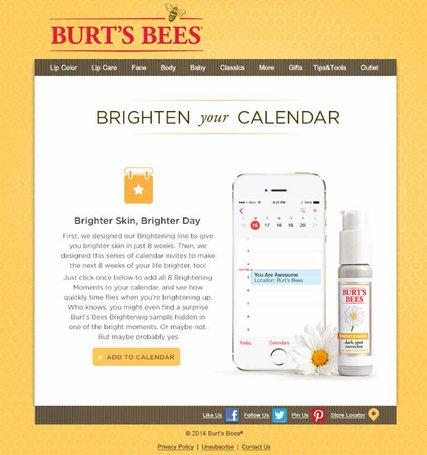 BURT'S BEES
Lip Color Lip Care Face Body Baby Classics More Gifts Tips&Tools Outlet
BRIGHTEN your CALENDAR
Brighter Skin, Brighter Day
First, we designed our Brightening line to give
you brighter skin in just 8 weeks. Then, we
designed this series of calendar invites to make
the next 8 weeks of your life brighter, too!
Just click once below to add all 8 Brightening
Moments to your calendar, and see how
quickly time flies when you're brightening up.
Who knows, you might even find a surprise
Burt's Bees Brightening sample hidden in
one of the bright moments. Or maybe not.
But maybe probably yes.
ADD TO CALENDAR
S M T W T F S
15 16 17 18 19 20 21
You Are Awesome
Location: Burt's Bees
Today Calendars
BURT'S
BEES
BRIGHTENING
dark spot
corrector
Like Us Follow Us Pin Us Store Locator
© 2014 Burt's Bees®
Privacy Policy | Unsubscribe | Contact Us